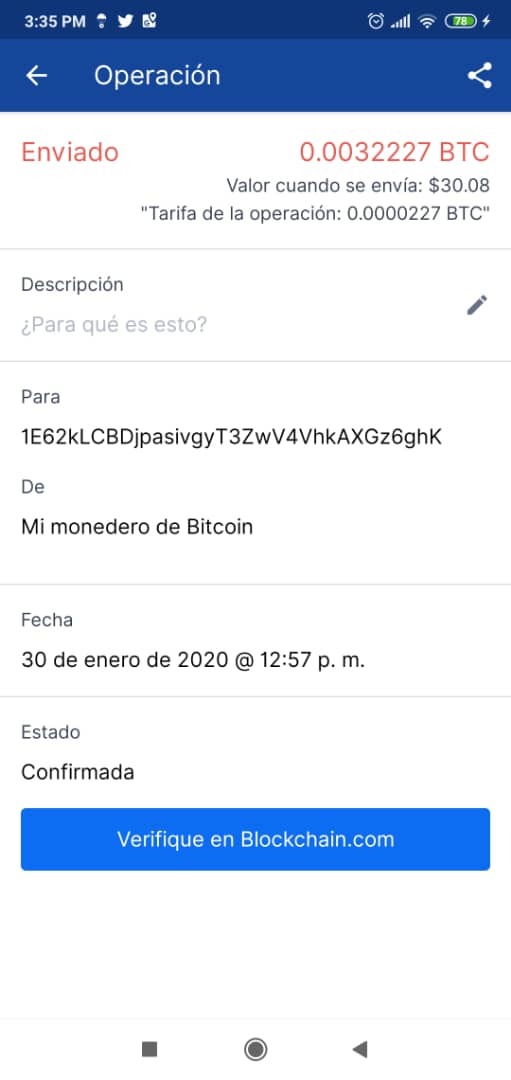 3:35 PM
78
Operación
Enviado
0.0032227 BTC
Valor cuando se envía: $30.08
"Tarifa de la operación: 0.0000227 BTC"
Descripción
¿Para qué es esto?
Para
1E62kLCBDjpasivgyT3ZwV4VhkAXGz6ghK
De
Mi monedero de Bitcoin
Fecha
30 de enero de 2020 @ 12:57 p. m.
Estado
Confirmada
Verifique en Blockchain.com